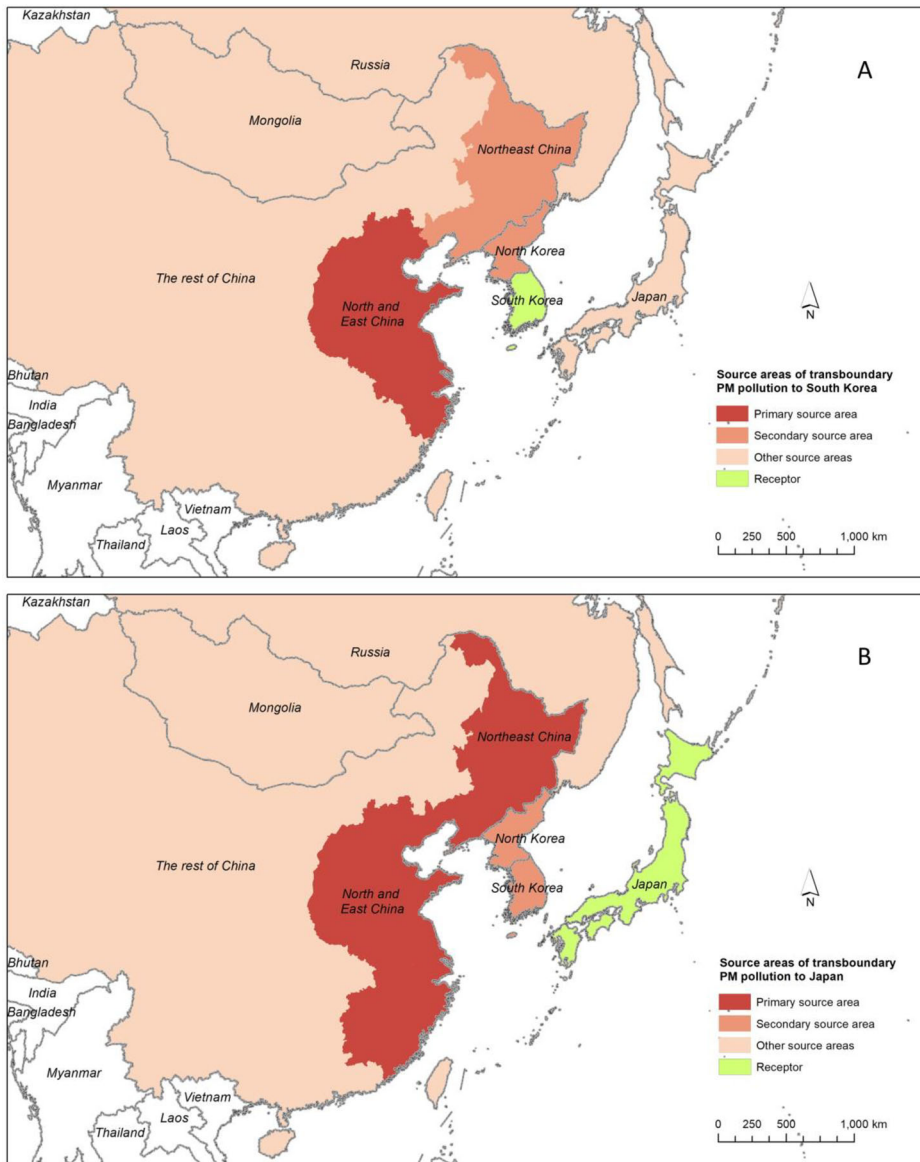 Kazakhstan
A
Russia
Mongolia
Northeast China
North Korea
The rest of China
North and
East China
South Korea
Japan
N
Bhutan
India
Bangladesh
Myanmar
Vietnam
Laos
Thailand
Source areas of transboundary
PM pollution to South Korea
Primary source area
Secondary source area
Other source areas
Receptor
0 250 500 1,000 km
Kazakhstan
B
Russia
Mongolia
Northeast China
North Korea
The rest of China
North and
East China
South Korea
Japan
N
Bhutan
India
Bangladesh
Myanmar
Vietnam
Laos
Thailand
Source areas of transboundary
PM pollution to Japan
Primary source area
Secondary source area
Other source areas
Receptor
0 250 500 1,000 km